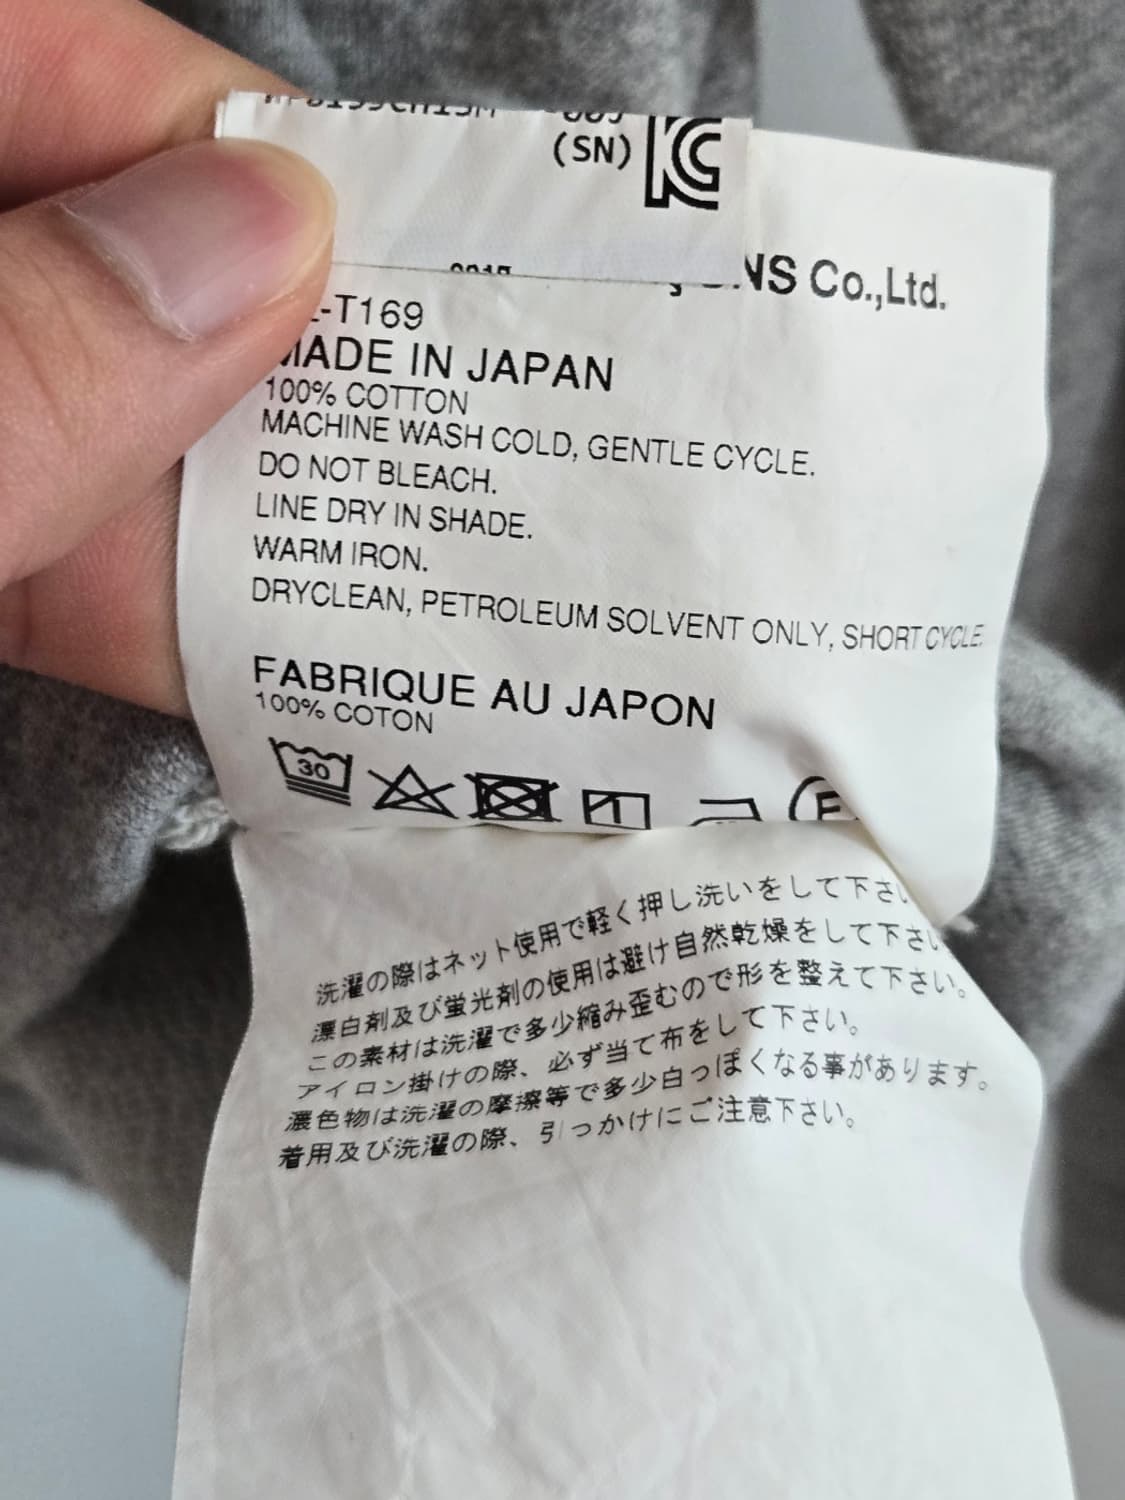 (SN)
Co.,Ltd.
-T169
MADE IN JAPAN
100% COTTON
MACHINE WASH COLD, GENTLE CYCLE.
DO NOT BLEACH.
LINE DRY IN SHADE.
WARM IRON.
DRYCLEAN, PETROLEUM SOLVENT ONLY, SHORT CYCLE.
FABRIQUE AU JAPON
100% COTON
30
洗濯の際はネット使用で軽く押し洗いをして下さい
漂白剤及び蛍光剤の使用は避け自然乾燥をして下さい
この素材は洗濯で多少縮み歪むので形を整えて下さい。
アイロン掛けの際、必ず当て布をして下さい。
濃色物は洗濯の摩擦等で多少白っぽくなる事があります。
着用及び洗濯の際、引っかけにご注意下さい。